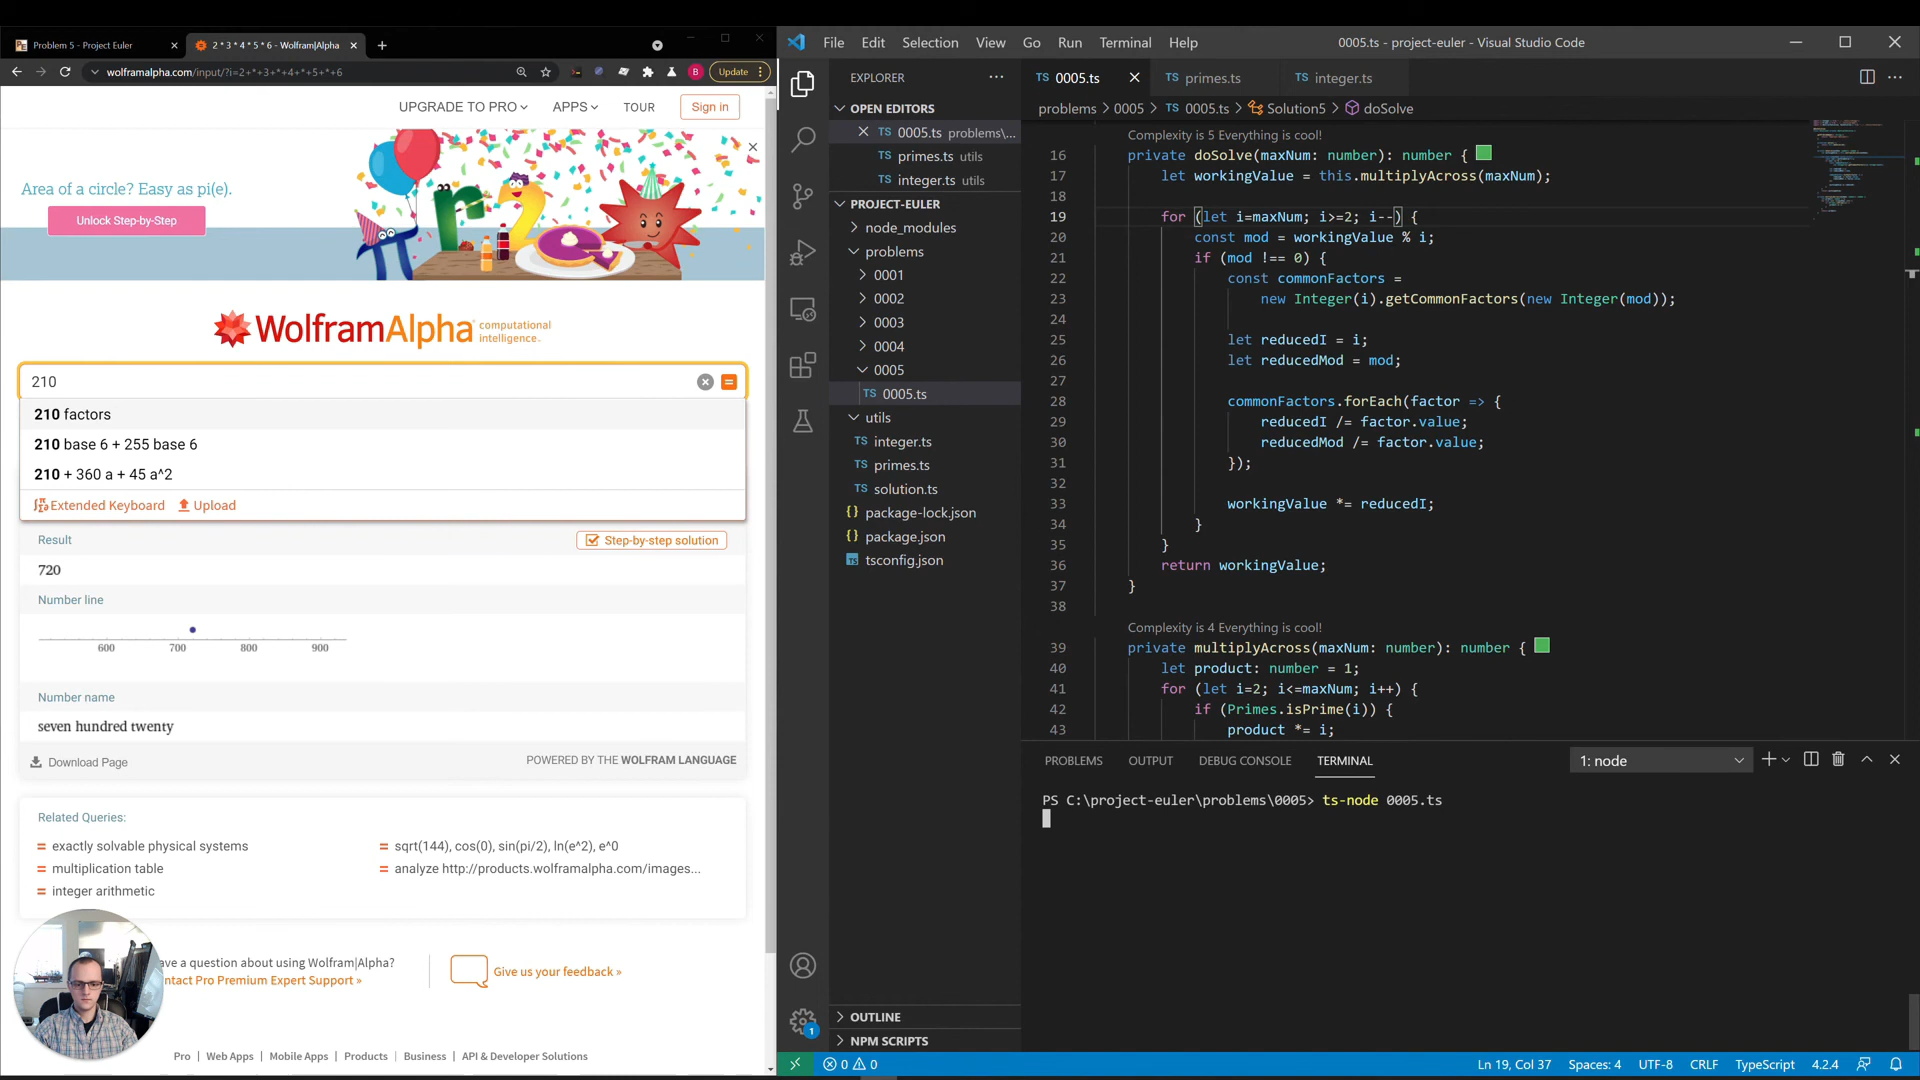 Problem 5 - Project Euler
2 * 3 * 4 * 5 * 6 - Wolfram|Alpha
wolframalpha.com/input/?i=2+*+3+*+4+*+5+*+6
B
Update
UPGRADE TO PRO
APPS
TOUR
Sign in
Area of a circle? Easy as pi(e).
Unlock Step-by-Step
WolframAlpha computational intelligence.
210
210 factors
210 base 6 + 255 base 6
210 + 360 a + 45 a^2
Extended Keyboard
Upload
Result
Step-by-step solution
720
Number line
600 700 800 900
Number name
seven hundred twenty
Download Page
POWERED BY THE WOLFRAM LANGUAGE
Related Queries:
= exactly solvable physical systems
= multiplication table
= integer arithmetic
= sqrt(144), cos(0), sin(pi/2), ln(e^2), e^0
= analyze http://products.wolframalpha.com/images...
ave a question about using Wolfram|Alpha?
ntact Pro Premium Expert Support »
Give us your feedback »
Pro | Web Apps | Mobile Apps | Products | Business | API & Developer Solutions
File Edit Selection View Go Run Terminal Help
0005.ts - project-euler - Visual Studio Code
EXPLORER
OPEN EDITORS
TS 0005.ts problems\...
TS primes.ts utils
TS integer.ts utils
PROJECT-EULER
node_modules
problems
0001
0002
0003
0004
0005
TS 0005.ts
utils
TS integer.ts
TS primes.ts
TS solution.ts
{} package-lock.json
{} package.json
TS tsconfig.json
OUTLINE
NPM SCRIPTS
1
TS 0005.ts
TS primes.ts
TS integer.ts
problems > 0005 > TS 0005.ts > Solution5 > doSolve
Complexity is 5 Everything is cool!
16 private doSolve(maxNum: number): number {
17 let workingValue = this.multiplyAcross(maxNum);
18
19 for (let i=maxNum; i>=2; i--) {
20 const mod = workingValue % i;
21 if (mod !== 0) {
22 const commonFactors =
23 new Integer(i).getCommonFactors(new Integer(mod));
24
25 let reducedI = i;
26 let reducedMod = mod;
27
28 commonFactors.forEach(factor => {
29 reducedI /= factor.value;
30 reducedMod /= factor.value;
31 });
32
33 workingValue *= reducedI;
34 }
35 }
36 return workingValue;
37 }
38
Complexity is 4 Everything is cool!
39 private multiplyAcross(maxNum: number): number {
40 let product: number = 1;
41 for (let i=2; i<=maxNum; i++) {
42 if (Primes.isPrime(i)) {
43 product *= i;
PROBLEMS OUTPUT DEBUG CONSOLE TERMINAL
1: node
PS C:\project-euler\problems\0005> ts-node 0005.ts
0 0
Ln 19, Col 37 Spaces: 4 UTF-8 CRLF TypeScript 4.2.4